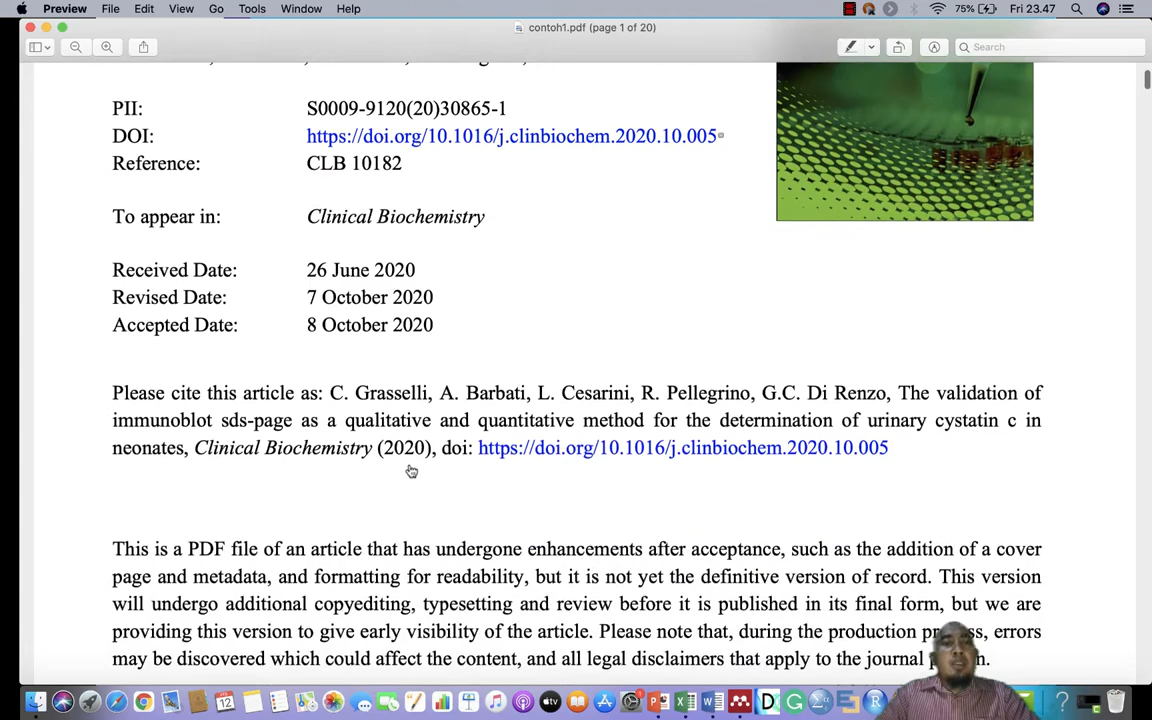 Preview File Edit View Go Tools Window Help 75% Fri 23.47
contoh1.pdf (page 1 of 20)
Search
PII: S0009-9120(20)30865-1
DOI: https://doi.org/10.1016/j.clinbiochem.2020.10.005
Reference: CLB 10182
To appear in: Clinical Biochemistry
Received Date: 26 June 2020
Revised Date: 7 October 2020
Accepted Date: 8 October 2020
Please cite this article as: C. Grasselli, A. Barbati, L. Cesarini, R. Pellegrino, G.C. Di Renzo, The validation of
immunoblot sds-page as a qualitative and quantitative method for the determination of urinary cystatin c in
neonates, Clinical Biochemistry (2020), doi: https://doi.org/10.1016/j.clinbiochem.2020.10.005
This is a PDF file of an article that has undergone enhancements after acceptance, such as the addition of a cover
page and metadata, and formatting for readability, but it is not yet the definitive version of record. This version
will undergo additional copyediting, typesetting and review before it is published in its final form, but we are
providing this version to give early visibility of the article. Please note that, during the production errors
may be discovered which could affect the content, and all legal disclaimers that apply to the journal